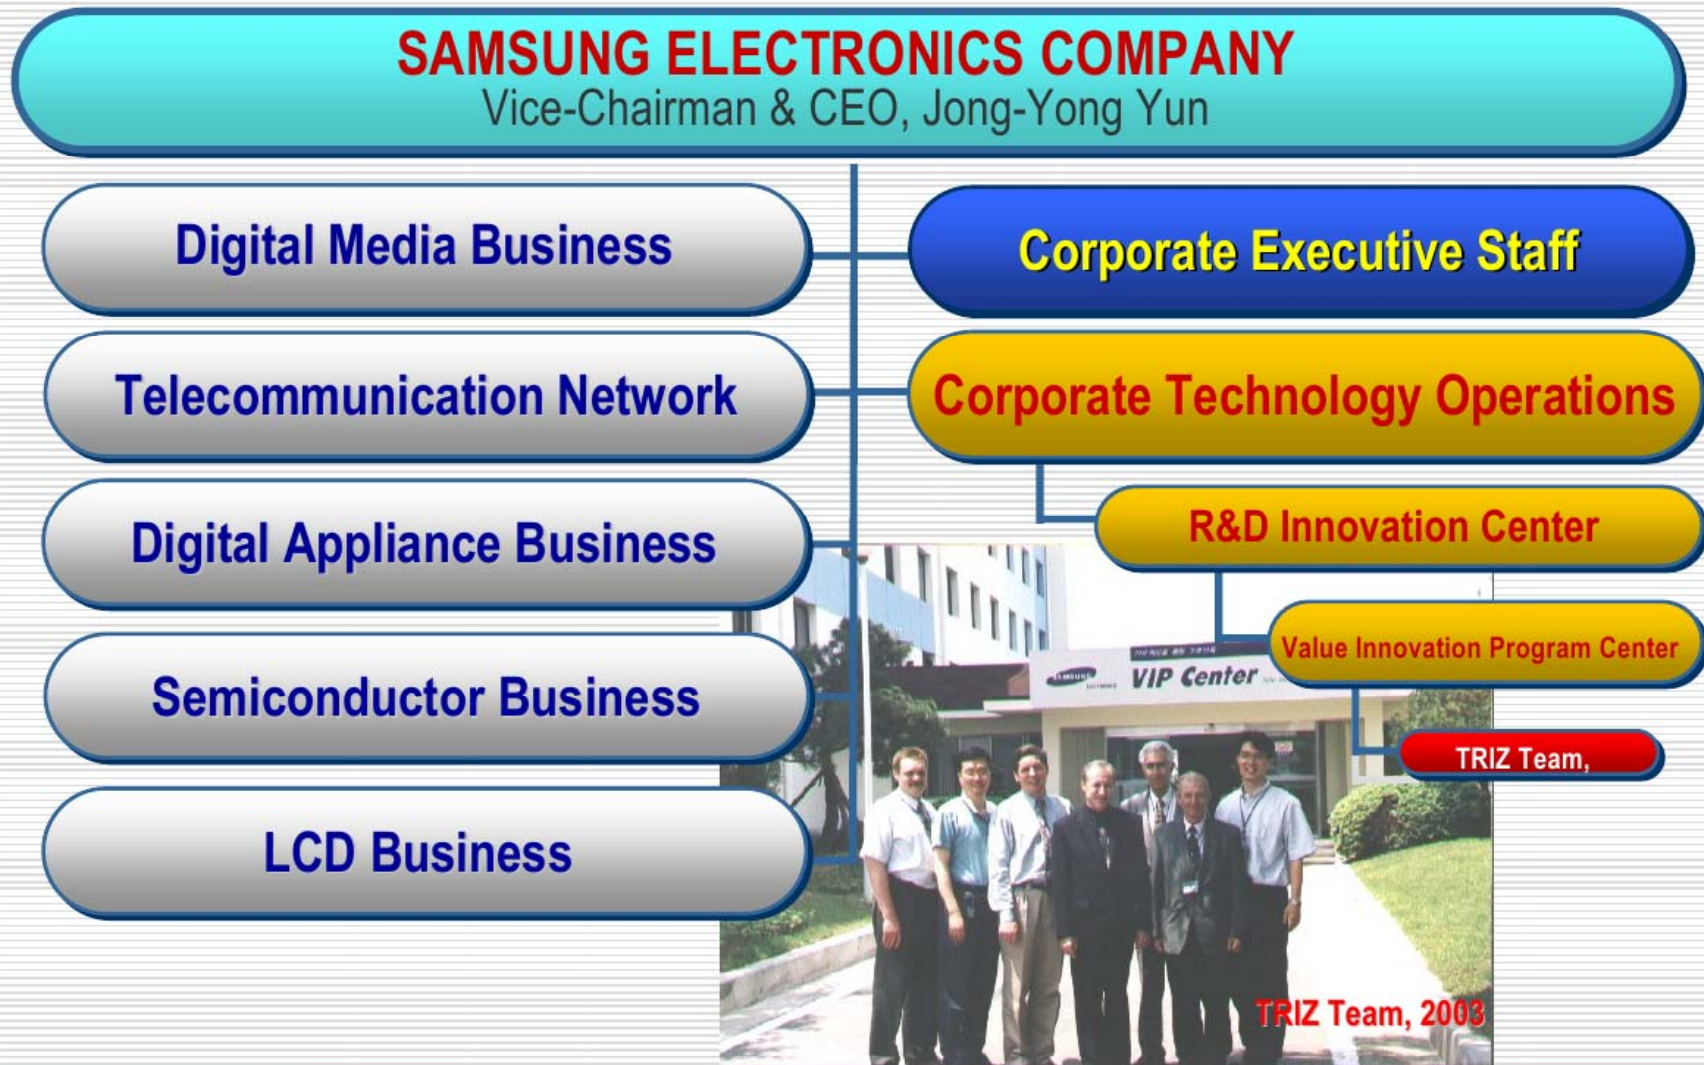 SAMSUNG ELECTRONICS COMPANY
Vice-Chairman & CEO, Jong-Yong Yun
Digital Media Business
Corporate Executive Staff
Telecommunication Network
Corporate Technology Operations
Digital Appliance Business
R&D Innovation Center
Semiconductor Business
Value Innovation Program Center
SAMSUNG
VIP Center
TRIZ Team,
LCD Business
TRIZ Team, 2003